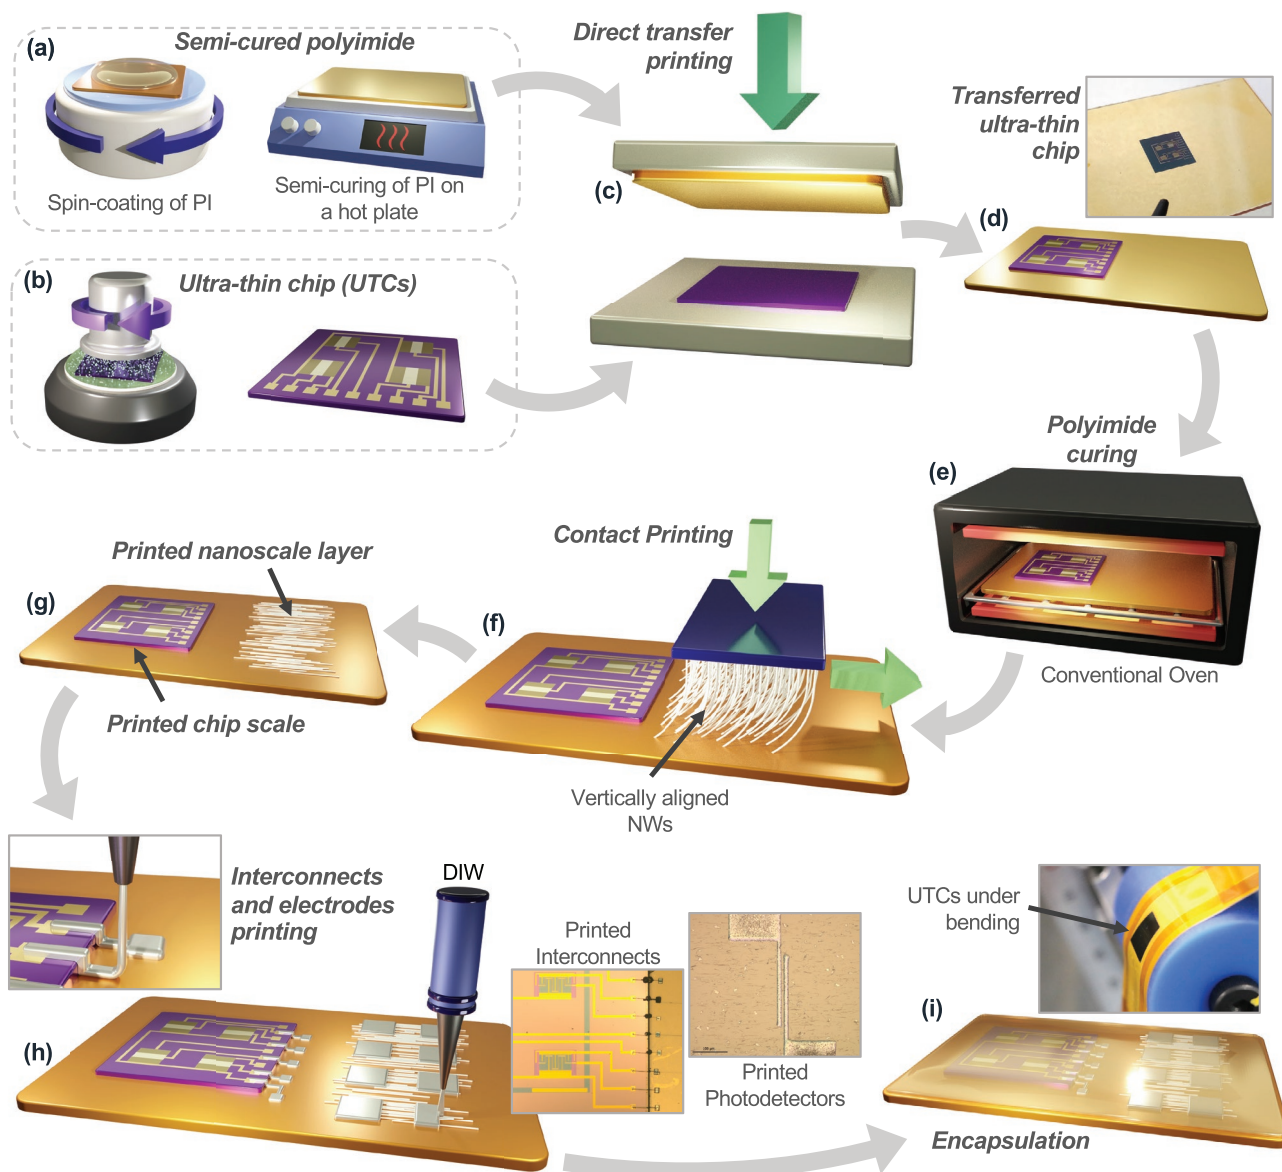 (a)
Semi-cured polyimide
Spin-coating of PI
Semi-curing of PI on
a hot plate
(b)
Ultra-thin chip (UTCs)
Direct transfer
printing
(c)
Transferred
ultra-thin
chip
(d)
Polyimide
curing
(e)
Conventional Oven
Contact Printing
(f)
Vertically aligned
NWs
Printed nanoscale layer
(g)
Printed chip scale
Interconnects
and electrodes
printing
DIW
(h)
Printed
Interconnects
Printed
Photodetectors
UTCs under
bending
(i)
Encapsulation